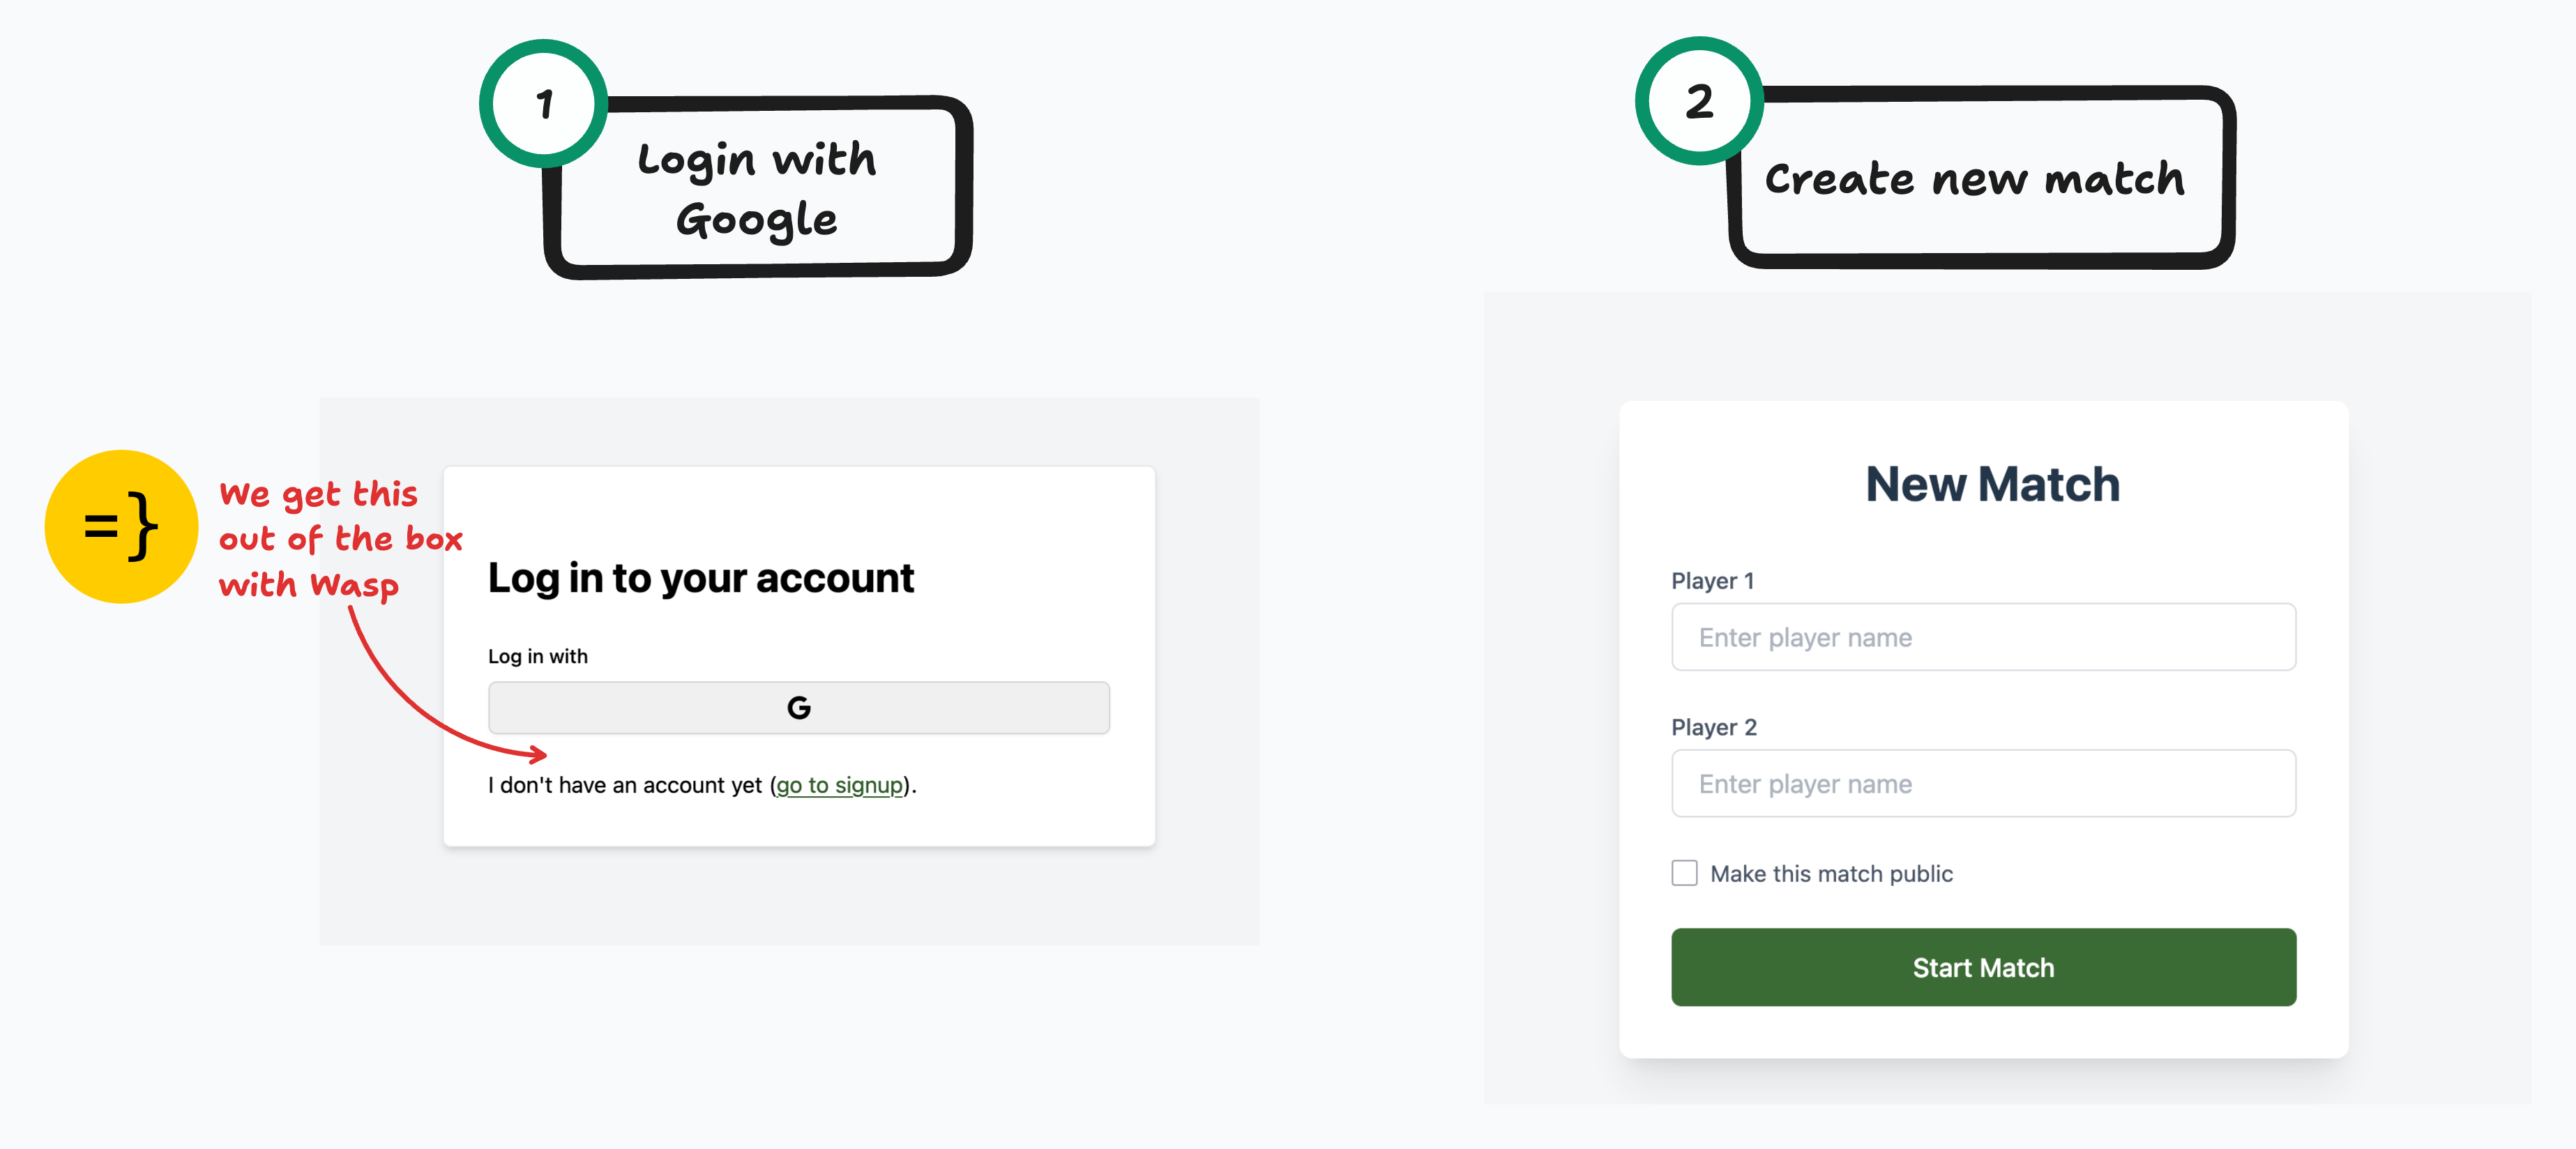 1
Login with
Google
=}
We get this
out of the box
with Wasp
Log in to your account
Log in with
G
I don't have an account yet (go to signup).
2
Create new match
New Match
Player 1
Enter player name
Player 2
Enter player name
Make this match public
Start Match